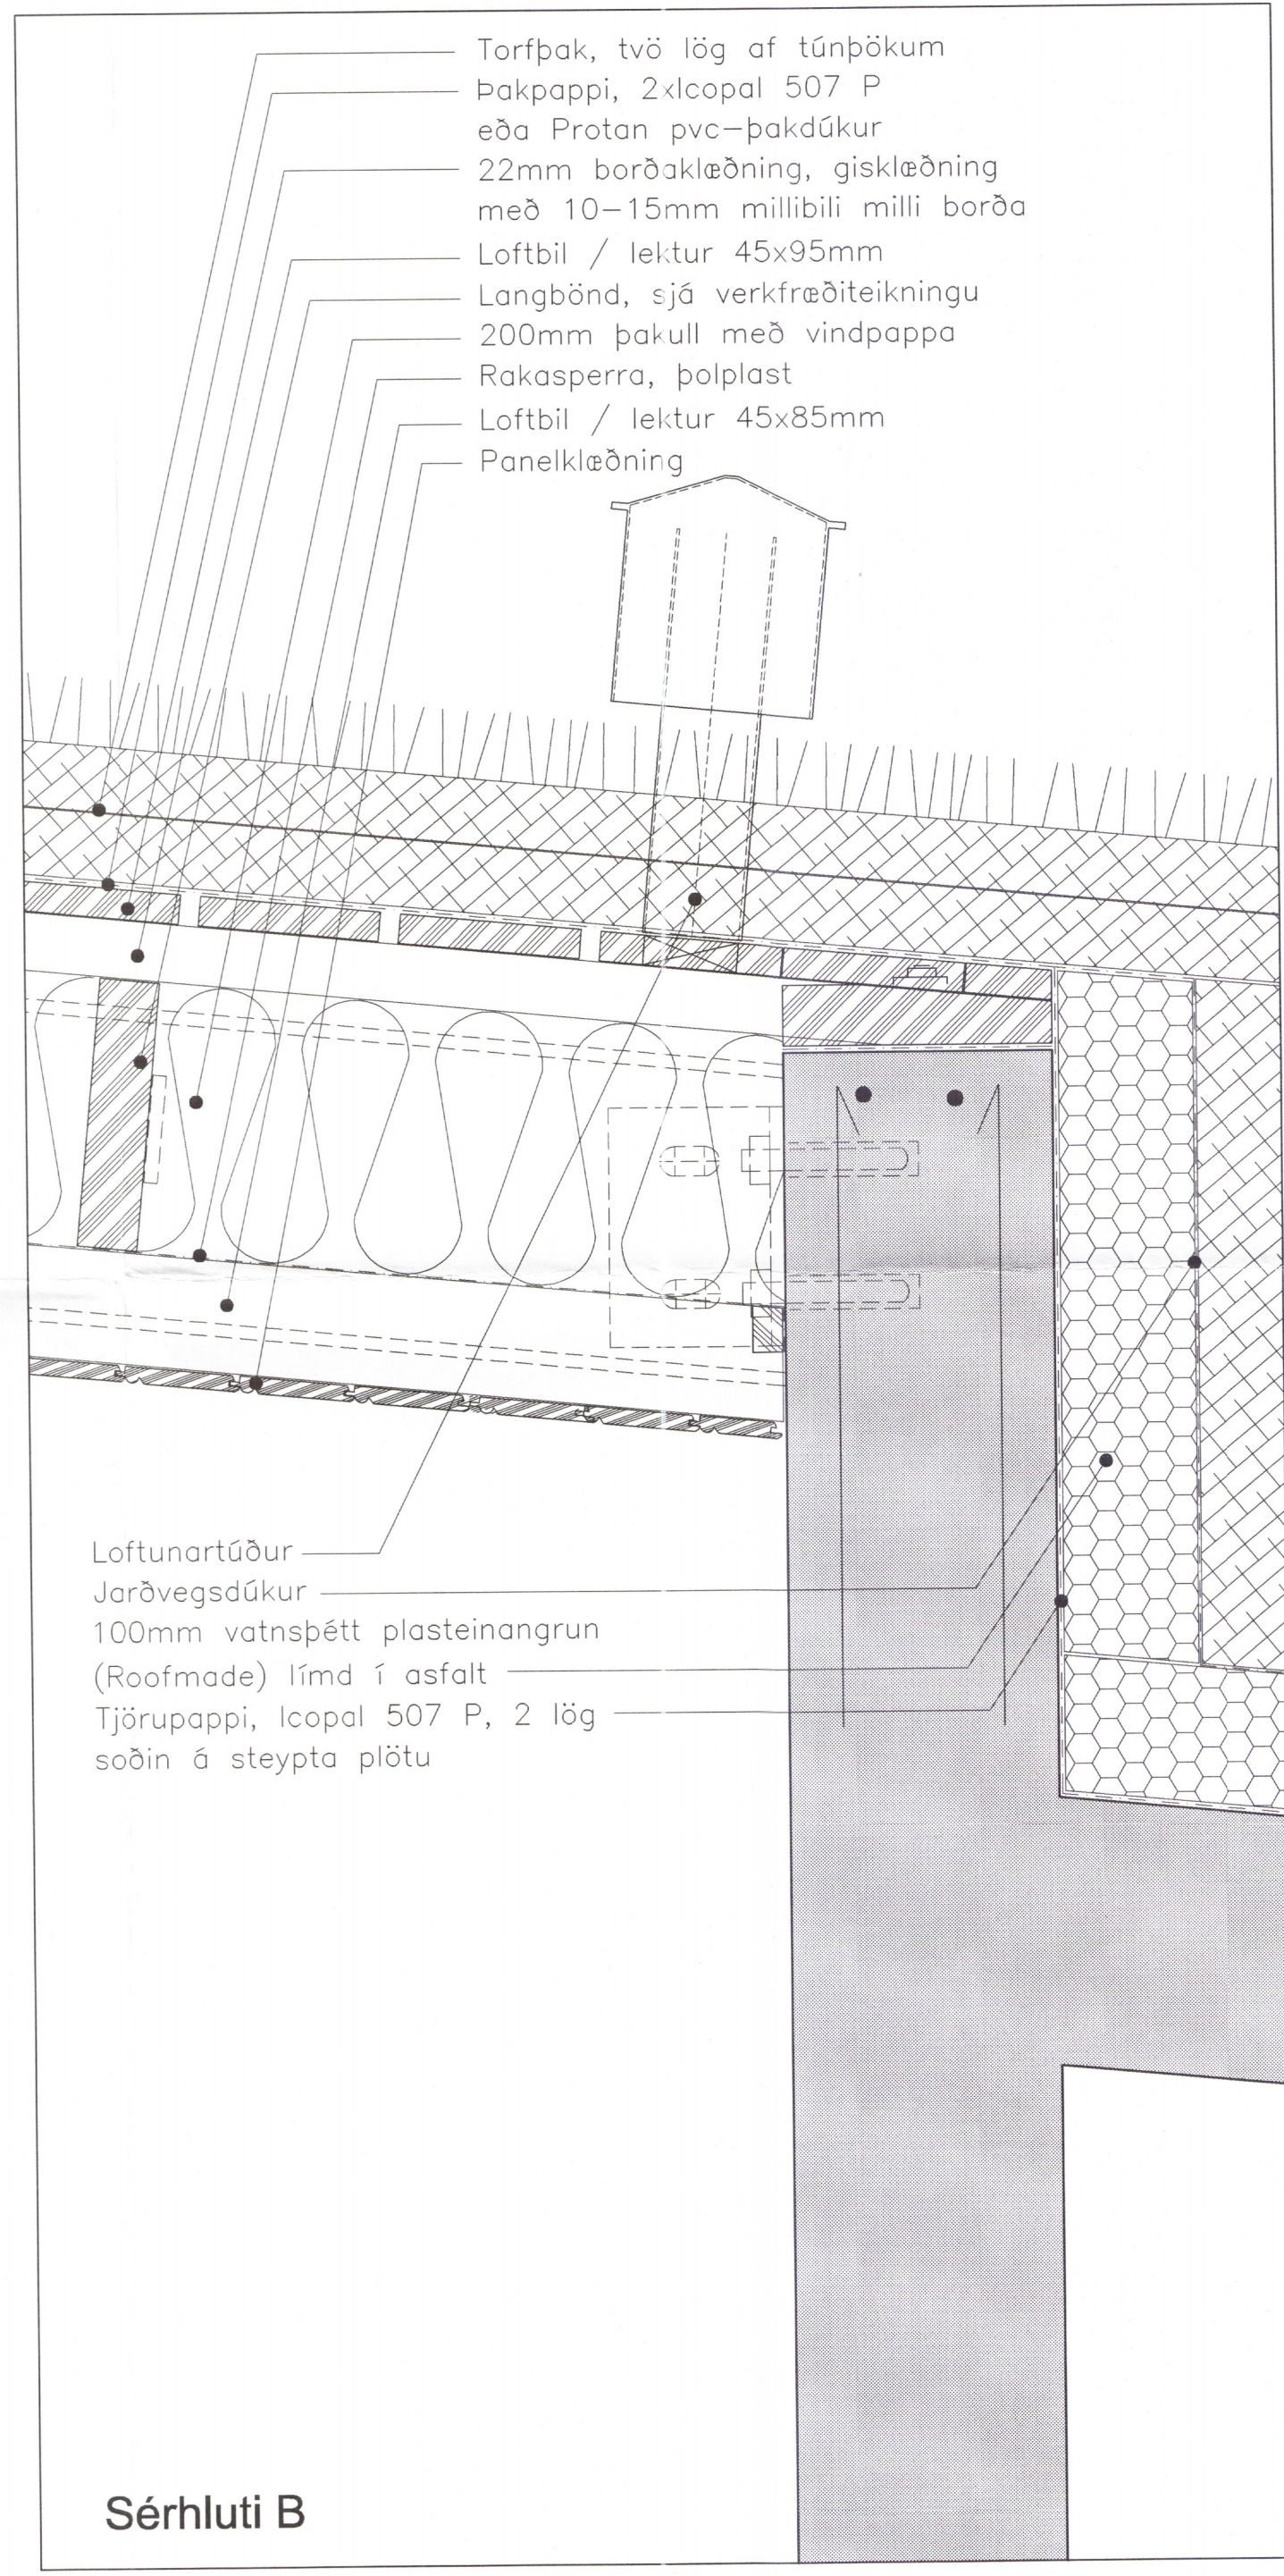 Torfþak, tvö lög af túnþökum
Þakpappi, 2xIcopal 507 P
eða Protan pvc-þakdúkur
22mm borðaklæðning, gisklæðning
með 10-15mm millibili milli borða
Loftbil / lektur 45x95mm
Langbönd, sjá verkfræðiteikningu
200mm þakull með vindpappa
Rakasperra, þolplast
Loftbil / lektur 45x85mm
Panelklæðning
Loftunartúður
Jarðvegsdúkur
100mm vatnsþétt plasteinangrun
(Roofmade) límd í asfalt
Tjörupappi, Icopal 507 P, 2 lög
soðin á steypta plötu
Sérhluti B